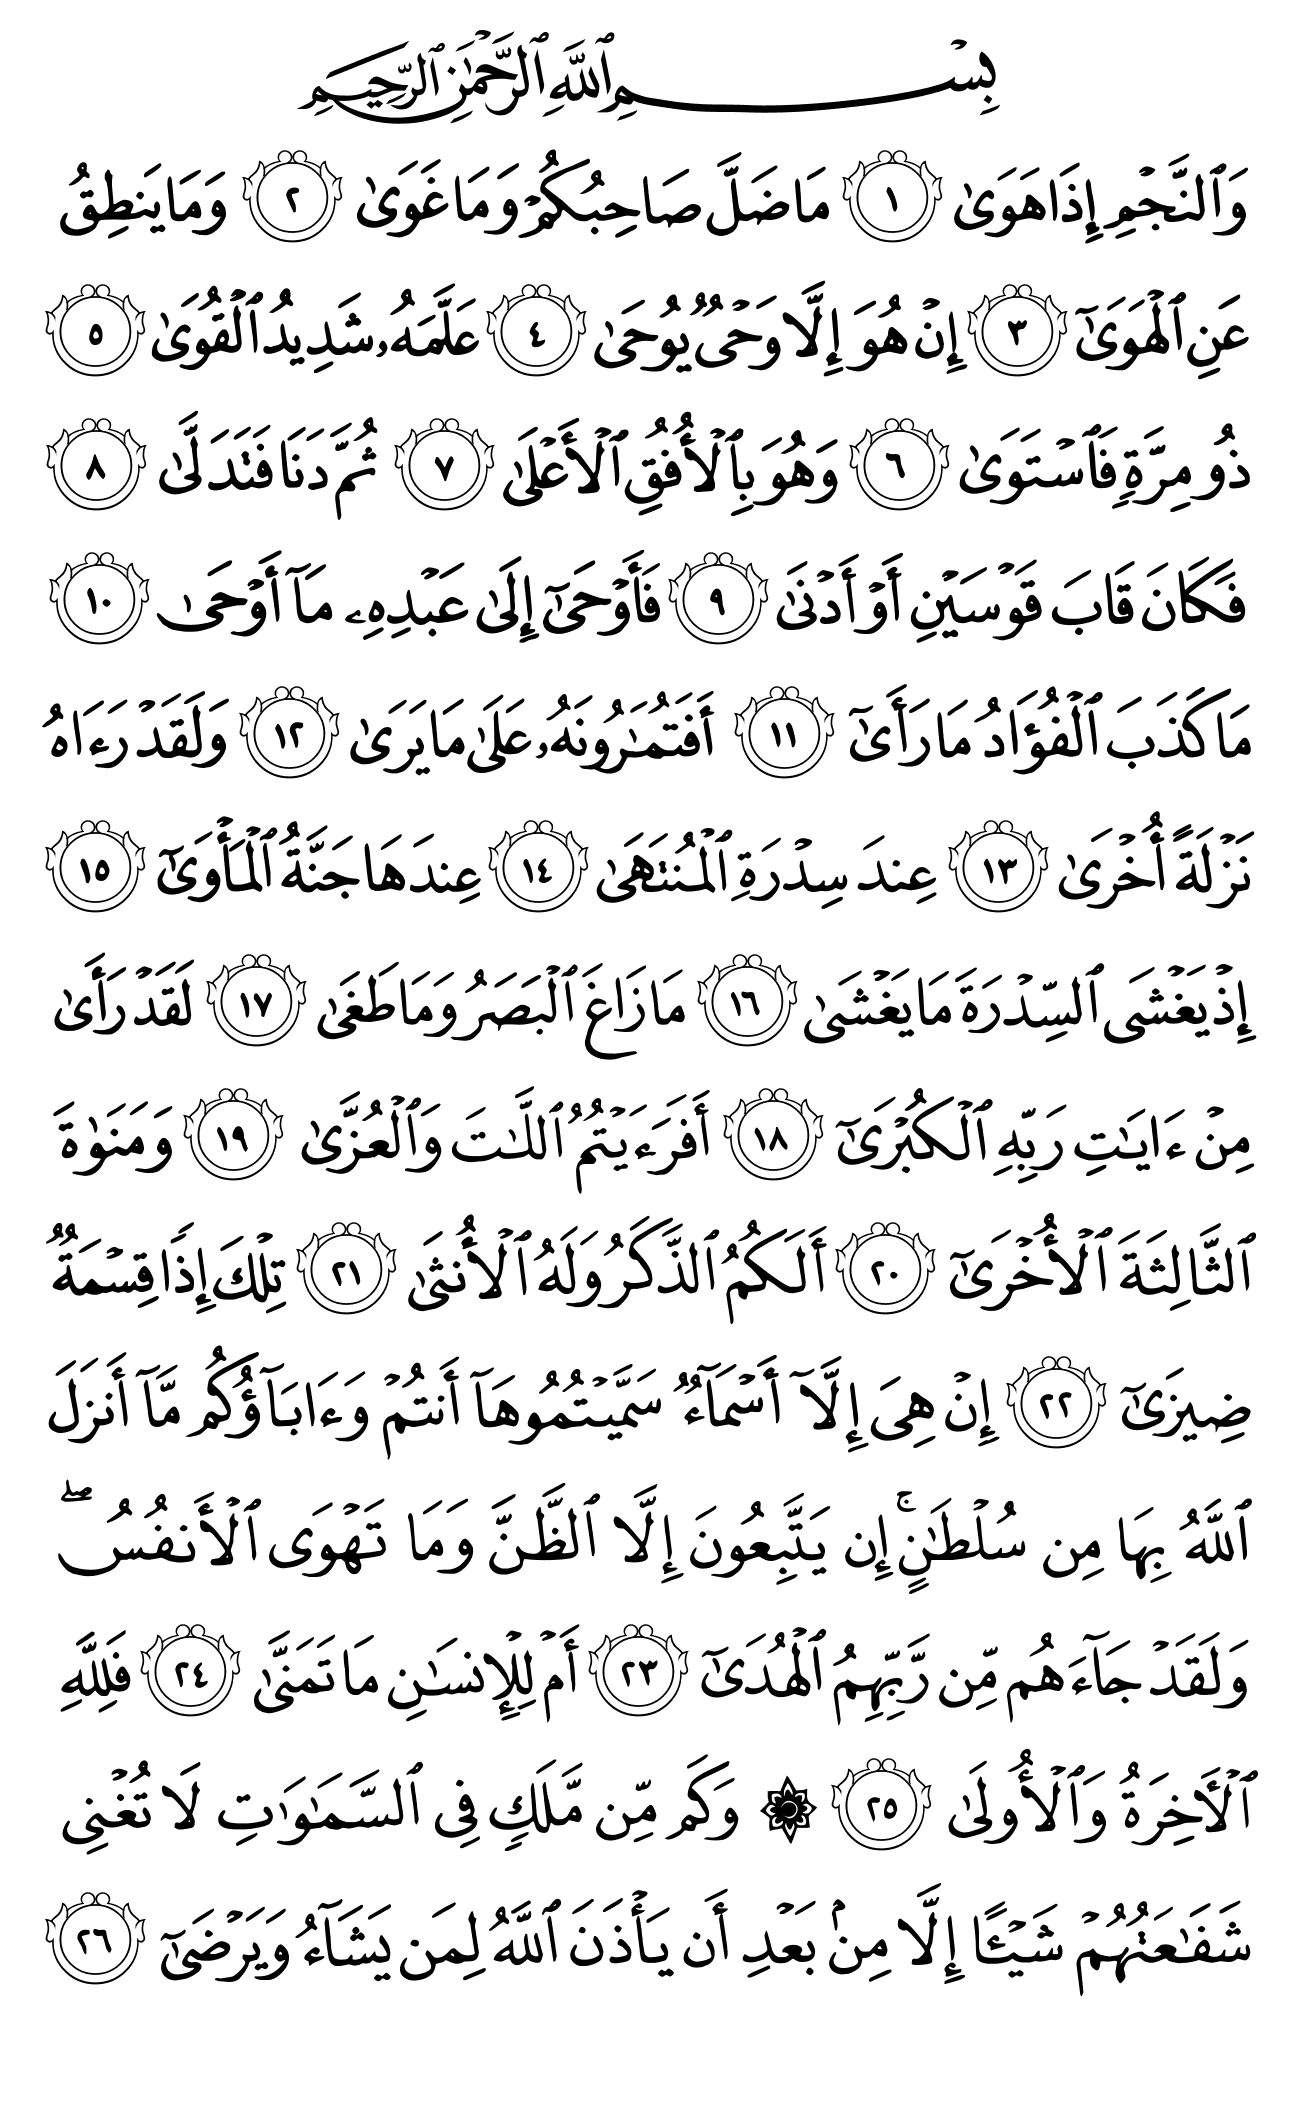 بِسْمِ ٱللَّهِ ٱلرَّحْمَٰنِ ٱلرَّحِيمِ
وَٱلنَّجْمِ إِذَا هَوَىٰ ١ مَا ضَلَّ صَاحِبُكُمْ وَمَا غَوَىٰ ٢ وَمَا يَنطِقُ
عَنِ ٱلْهَوَىٰٓ ٣ إِنْ هُوَ إِلَّا وَحْىٌ يُوحَىٰ ٤ عَلَّمَهُۥ شَدِيدُ ٱلْقُوَىٰ ٥
ذُو مِرَّةٍ فَٱسْتَوَىٰ ٦ وَهُوَ بِٱلْأُفُقِ ٱلْأَعْلَىٰ ٧ ثُمَّ دَنَا فَتَدَلَّىٰ ٨
فَكَانَ قَابَ قَوْسَيْنِ أَوْ أَدْنَىٰ ٩ فَأَوْحَىٰٓ إِلَىٰ عَبْدِهِۦ مَآ أَوْحَىٰ ١٠
مَا كَذَبَ ٱلْفُؤَادُ مَا رَأَىٰٓ ١١ أَفَتُمَٰرُونَهُۥ عَلَىٰ مَا يَرَىٰ ١٢ وَلَقَدْ رَءَاهُ
نَزْلَةً أُخْرَىٰ ١٣ عِندَ سِدْرَةِ ٱلْمُنتَهَىٰ ١٤ عِندَهَا جَنَّةُ ٱلْمَأْوَىٰٓ ١٥
إِذْ يَغْشَى ٱلسِّدْرَةَ مَا يَغْشَىٰ ١٦ مَا زَاغَ ٱلْبَصَرُ وَمَا طَغَىٰ ١٧ لَقَدْ رَأَىٰ
مِنْ ءَايَٰتِ رَبِّهِ ٱلْكُبْرَىٰٓ ١٨ أَفَرَءَيْتُمُ ٱللَّٰتَ وَٱلْعُزَّىٰ ١٩ وَمَنَوٰةَ
ٱلثَّالِثَةَ ٱلْأُخْرَىٰٓ ٢٠ أَلَكُمُ ٱلذَّكَرُ وَلَهُ ٱلْأُنثَىٰ ٢١ تِلْكَ إِذًا قِسْمَةٌ
ضِيزَىٰٓ ٢٢ إِنْ هِىَ إِلَّآ أَسْمَآءٌ سَمَّيْتُمُوهَآ أَنتُمْ وَءَابَآؤُكُم مَّآ أَنزَلَ
ٱللَّهُ بِهَا مِن سُلْطَٰنٍ ۚ إِن يَتَّبِعُونَ إِلَّا ٱلظَّنَّ وَمَا تَهْوَى ٱلْأَنفُسُ ۖ
وَلَقَدْ جَآءَهُم مِّن رَّبِّهِمُ ٱلْهُدَىٰٓ ٢٣ أَمْ لِلْإِنسَٰنِ مَا تَمَنَّىٰ ٢٤ فَلِلَّهِ
ٱلْءَاخِرَةُ وَٱلْأُولَىٰ ٢٥ ۞ وَكَم مِّن مَّلَكٍ فِى ٱلسَّمَٰوَٰتِ لَا تُغْنِى
شَفَٰعَتُهُمْ شَيْـًٔا إِلَّا مِنۢ بَعْدِ أَن يَأْذَنَ ٱللَّهُ لِمَن يَشَآءُ وَيَرْضَىٰٓ ٢٦